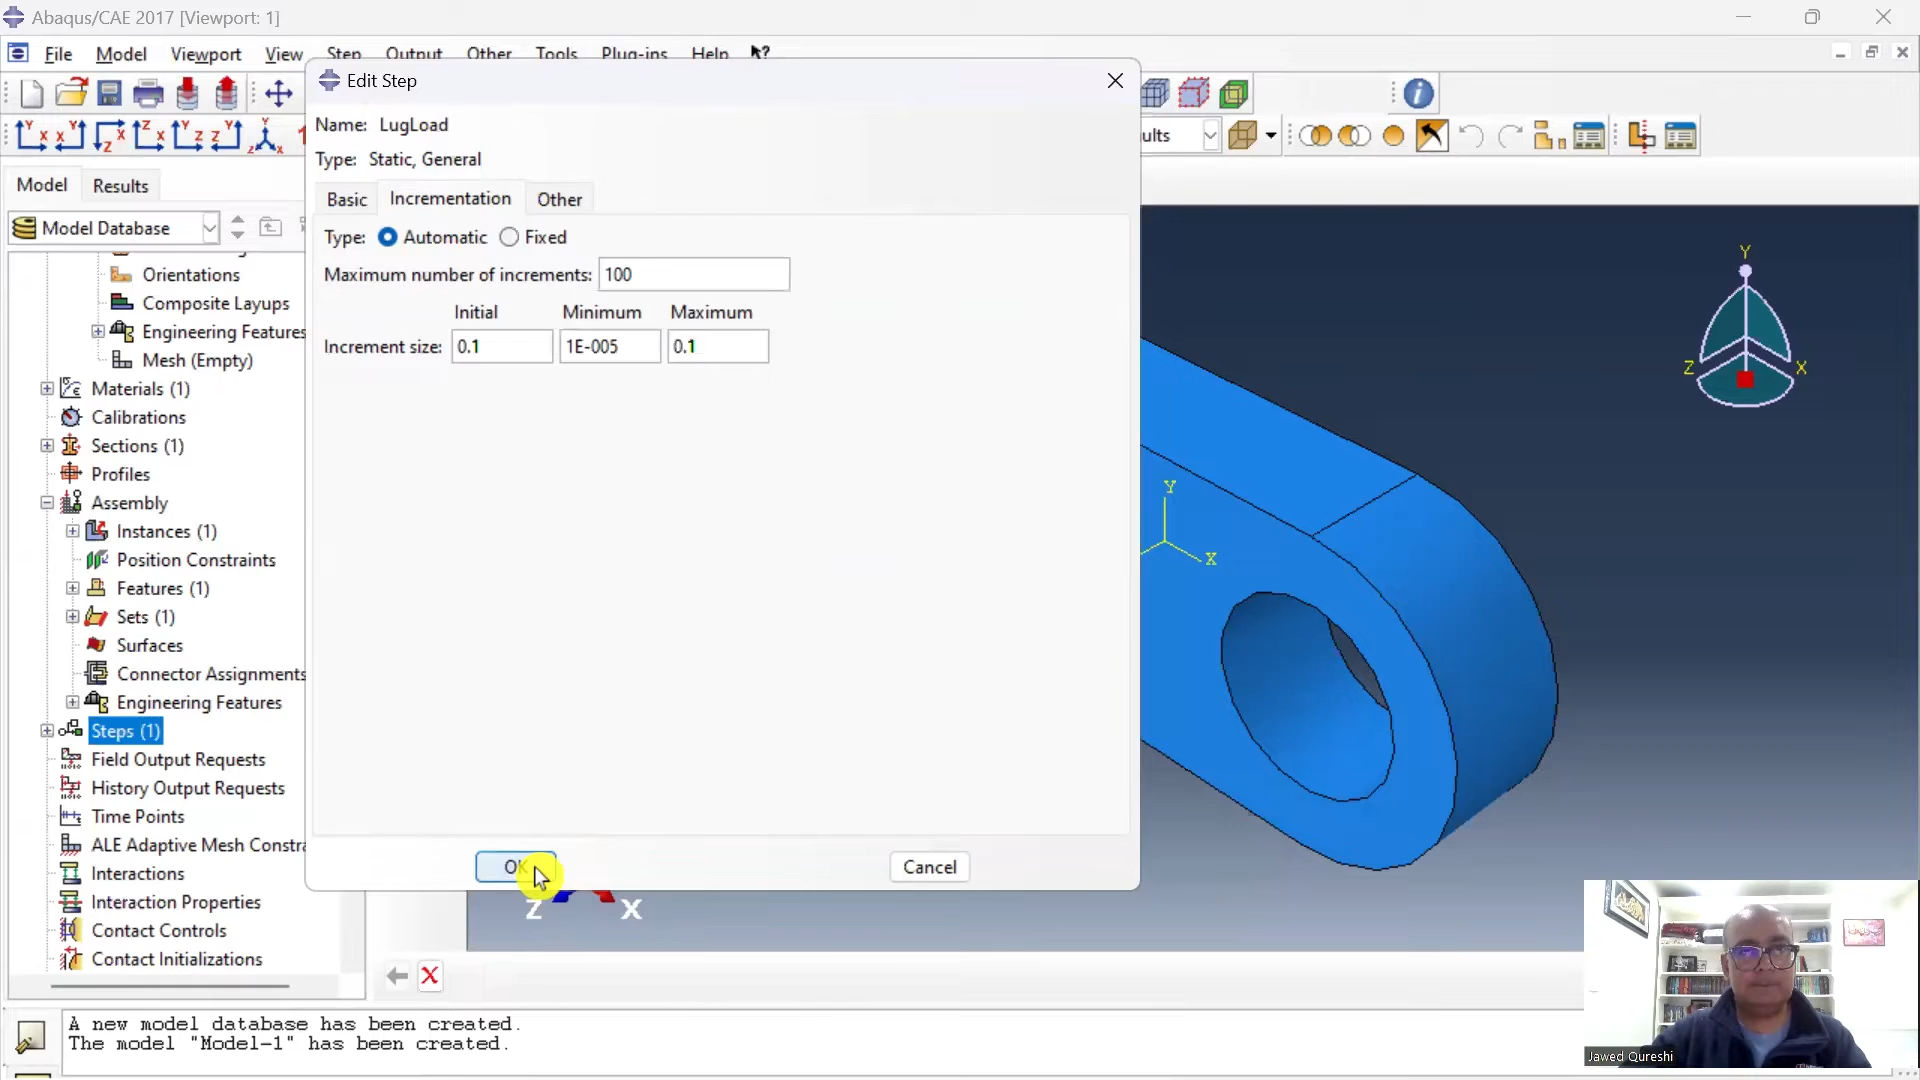 Abaqus/CAE 2017 [Viewport: 1]
File Model Viewport View Step Output Other Tools Plug-ins Help
Edit Step
Name: LugLoad
Type: Static, General
Basic Incrementation Other
Type: Automatic Fixed
Maximum number of increments: 100
Initial Minimum Maximum
Increment size: 0.1 1E-005 0.1
OK Cancel
ults
Model Results
Model Database
Orientations
Composite Layups
Engineering Features
Mesh (Empty)
Materials (1)
Calibrations
Sections (1)
Profiles
Assembly
Instances (1)
Position Constraints
Features (1)
Sets (1)
Surfaces
Connector Assignments
Engineering Features
Steps (1)
Field Output Requests
History Output Requests
Time Points
ALE Adaptive Mesh Constra
Interactions
Interaction Properties
Contact Controls
Contact Initializations
Y
Z X
Y
X
Z X
A new model database has been created.
The model "Model-1" has been created.
Jawed Qureshi